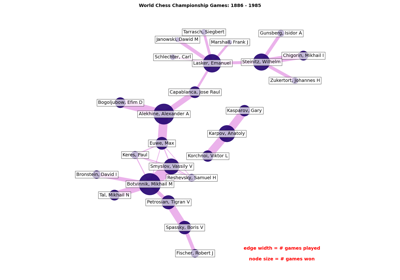 World Chess Championship Games: 1886 - 1985
Tarrasch, Siegbert
Gunsberg, Isidor A
Janowski, Dawid M
Marshall, Frank J
Schlechter, Carl
Chigorin, Mikhail I
Lasker, Emanuel
Steinitz, Wilhelm
Zukertort, Johannes H
Capablanca, Jose Raul
Bogoljubow, Efim D
Kasparov, Gary
Alekhine, Alexander A
Karpov, Anatoly
Euwe, Max
Keres, Paul
Korchnoi, Viktor L
Smyslov, Vassily V
Bronstein, David I
Reshevsky, Samuel H
Botvinnik, Mikhail M
Tal, Mikhail N
Petrosian, Tigran V
Spassky, Boris V
Fischer, Robert J
edge width = # games played
node size = # games won